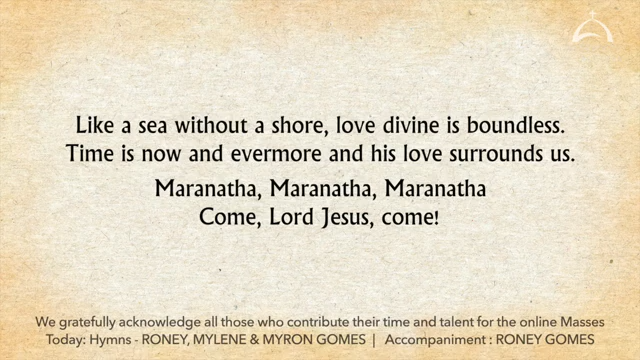 Like a sea without a shore, love divine is boundless.
Time is now and evermore and his love surrounds us.
Maranatha, Maranatha, Maranatha
Come, Lord Jesus, come!
We gratefully acknowledge all those who contribute their time and talent for the online Masses
Today: Hymns - RONEY, MYLENE & MYRON GOMES | Accompaniment : RONEY GOMES